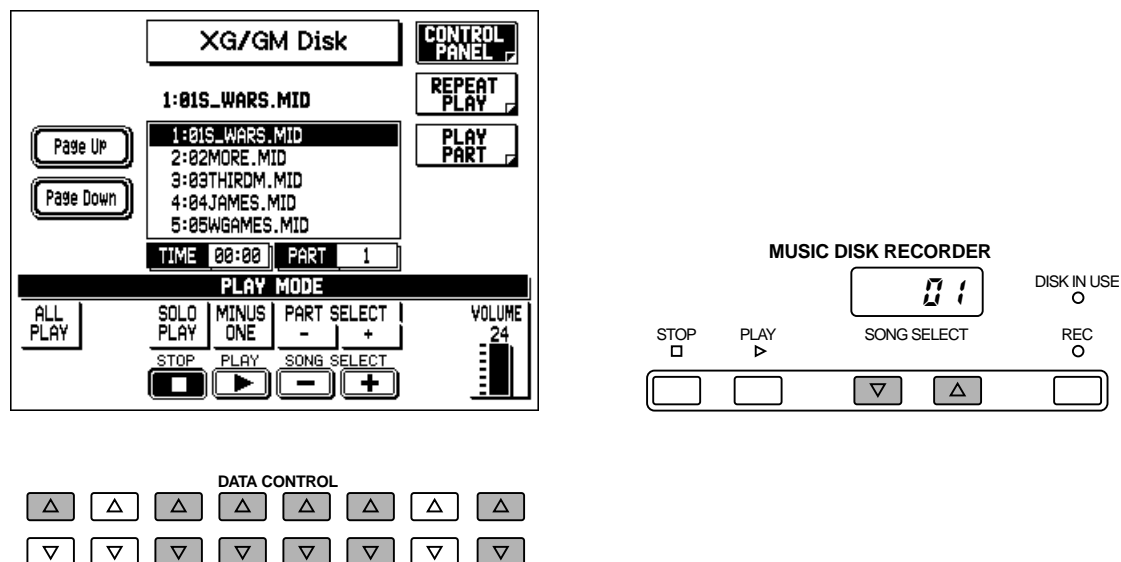 XG/GM Disk
CONTROL
PANEL
REPEAT
PLAY
PLAY
PART
1:01S_WARS.MID
Page Up
Page Down
1:01S_WARS.MID
2:02MORE.MID
3:03THIRDM.MID
4:04JAMES.MID
5:05WGAMES.MID
TIME 00:00 PART 1
PLAY MODE
ALL
PLAY
SOLO
PLAY
MINUS
ONE
PART SELECT
- +
VOLUME
24
STOP PLAY SONG SELECT
DATA CONTROL
MUSIC DISK RECORDER
01
DISK IN USE
STOP PLAY SONG SELECT REC